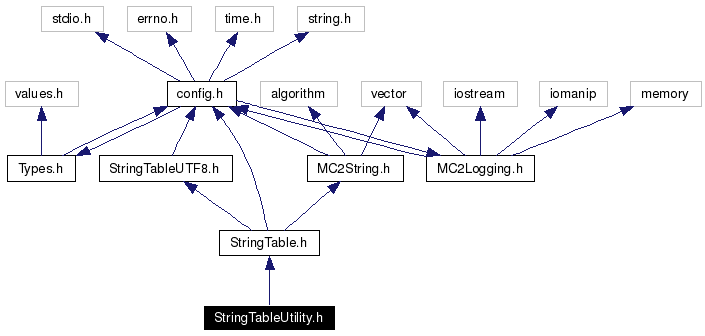 stdio.h
errno.h
time.h
string.h
values.h
config.h
algorithm
vector
iostream
iomanip
memory
Types.h
StringTableUTF8.h
MC2String.h
MC2Logging.h
StringTable.h
StringTableUtility.h